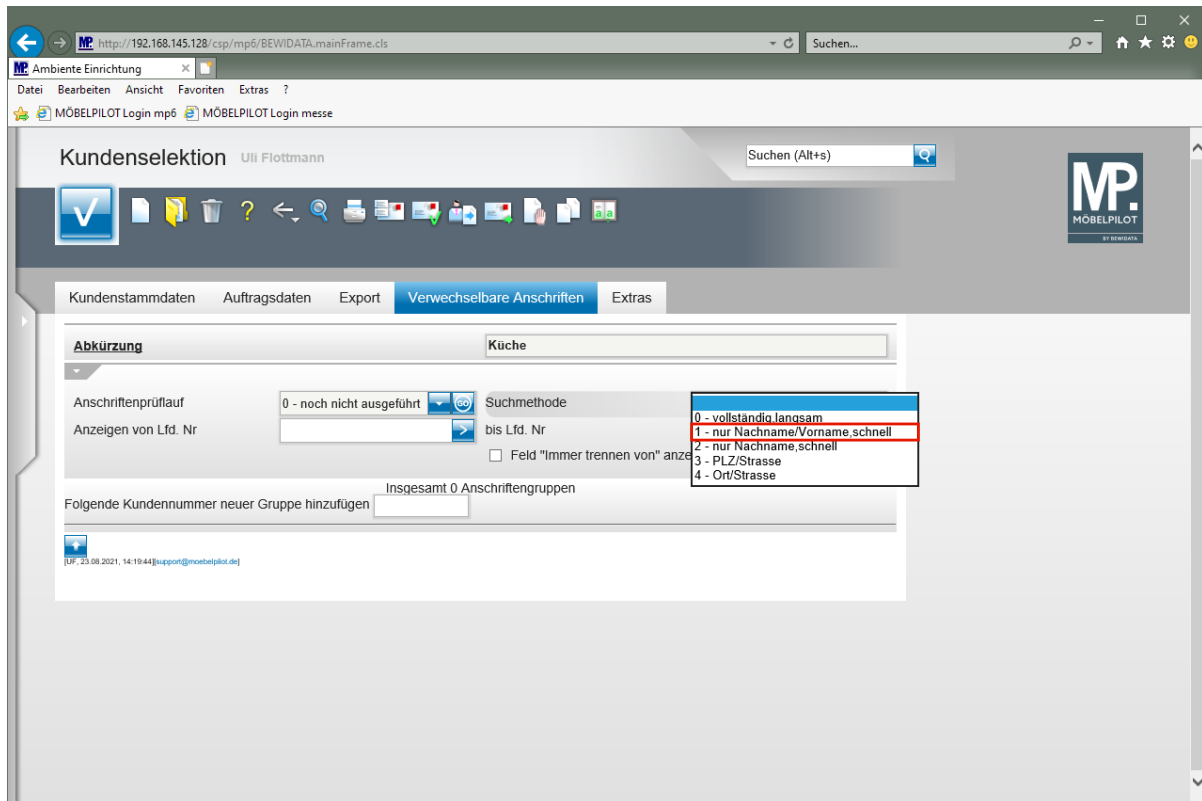 http://192.168.145.128/csp/mp6/BEWIDATA.mainFrame.cls
Suchen...
MP. Ambiente Einrichtung
Datei Bearbeiten Ansicht Favoriten Extras ?
MÖBELPILOT Login mp6 MÖBELPILOT Login messe
Kundenselektion Uli Flottmann
Suchen (Alt+s)
MP.
MÖBELPILOT
BY BEWIDATA
Kundenstammdaten Auftragsdaten Export Verwechselbare Anschriften Extras
Abkürzung Küche
Anschriftenprüflauf 0 - noch nicht ausgeführt GO Suchmethode
Anzeigen von Lfd. Nr bis Lfd. Nr
0 - vollständig,langsam
1 - nur Nachname/Vorname,schnell
2 - nur Nachname,schnell
3 - PLZ/Strasse
4 - Ort/Strasse
Feld "Immer trennen von" anze
Insgesamt 0 Anschriftengruppen
Folgende Kundennummer neuer Gruppe hinzufügen
[UF, 23.08.2021, 14:19:44][support@moebelpilot.de]